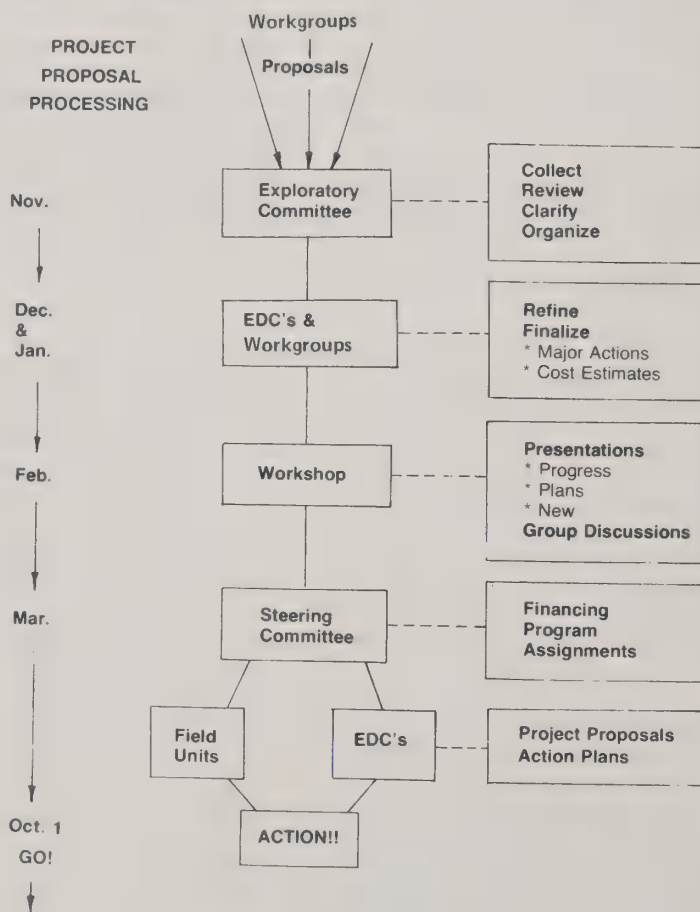 PROJECT
PROPOSAL
PROCESSING
Workgroups
Proposals
Nov.
Exploratory
Committee
Collect
Review
Clarify
Organize
Dec.
&
Jan.
EDC's &
Workgroups
Refine
Finalize
* Major Actions
* Cost Estimates
Feb.
Workshop
Presentations
* Progress
* Plans
* New
Group Discussions
Mar.
Steering
Committee
Financing
Program
Assignments
Field
Units
EDC's
Project Proposals
Action Plans
Oct. 1
GO!
ACTION!!